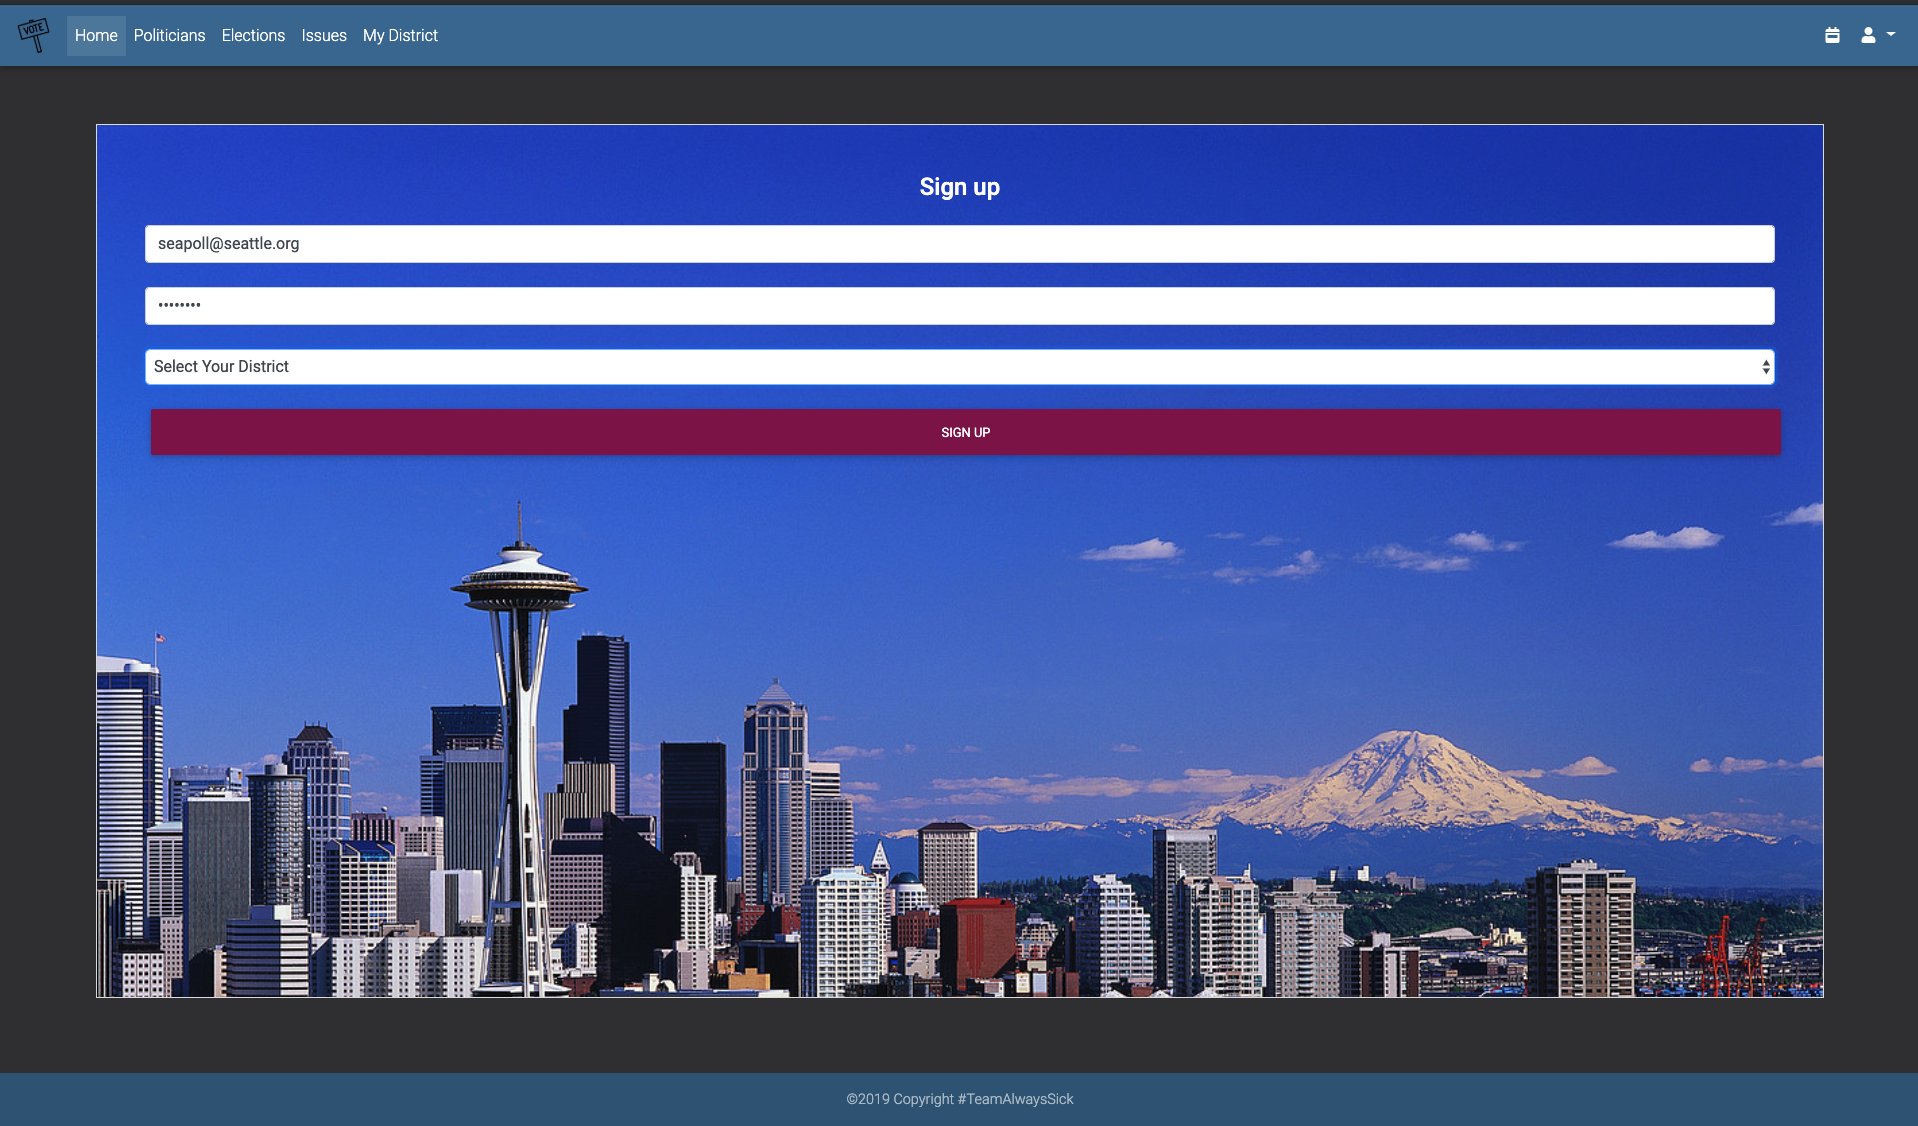 VOTE
Home Politicians Elections Issues My District
Sign up
seapoll@seattle.org
••••••••
Select Your District
SIGN UP
©2019 Copyright #TeamAlwaysSick